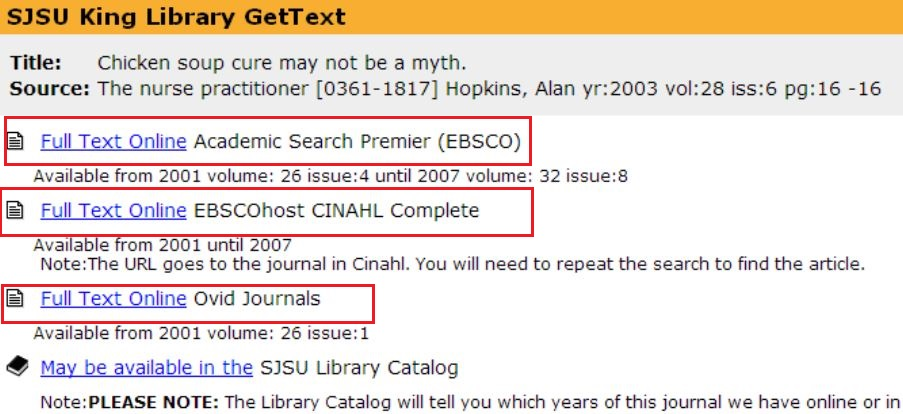 SJSU King Library GetText
Title: Chicken soup cure may not be a myth.
Source: The nurse practitioner [0361-1817] Hopkins, Alan yr:2003 vol:28 iss:6 pg:16 -16
Full Text Online Academic Search Premier (EBSCO)
Available from 2001 volume: 26 issue:4 until 2007 volume: 32 issue:8
Full Text Online EBSCOhost CINAHL Complete
Available from 2001 until 2007
Note:The URL goes to the journal in Cinahl. You will need to repeat the search to find the article.
Full Text Online Ovid Journals
Available from 2001 volume: 26 issue:1
May be available in the SJSU Library Catalog
Note:PLEASE NOTE: The Library Catalog will tell you which years of this journal we have online or in